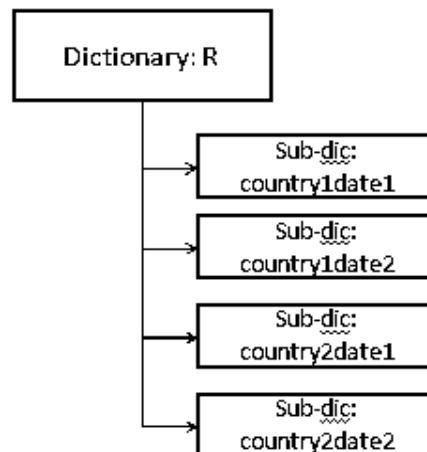 Dictionary: R
Sub-dic:
country1date1
Sub-dic:
country1date2
Sub-dic:
country2date1
Sub-dic:
country2date2